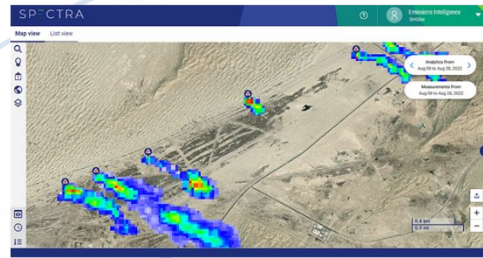 SPΞCTRA
Emissions Intelligence
Map view List view
Analytics From
Aug 09 to Aug 28, 2022
Measurements From
Aug 09 to Aug 28, 2022